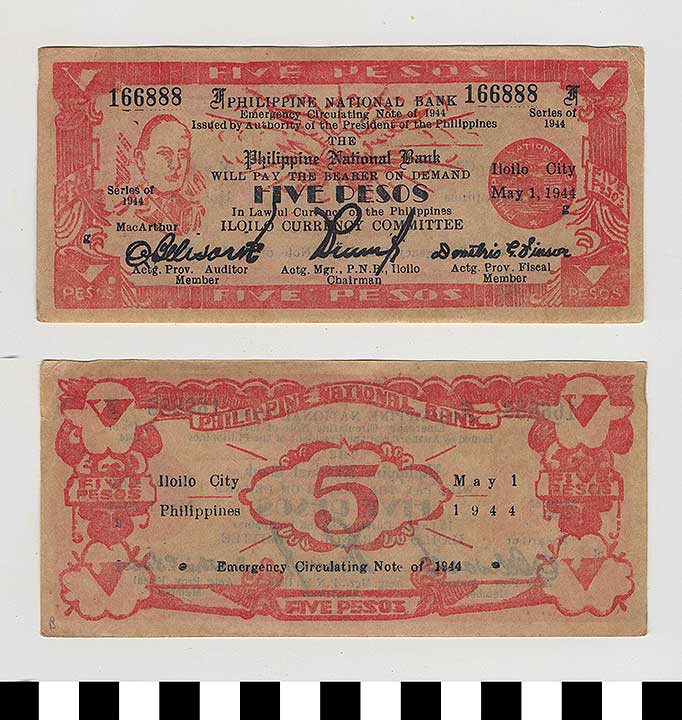 FIVE PESOS
166888 F PHILIPPINE NATIONAL BANK 166888 F
Emergency Circulating Note of 1944
Series of
1944
Issued by Authority of the President of the Philippines
THE
Philippine National Bank
WILL PAY THE BEARER ON DEMAND
FIVE PESOS
In Lawful Currency of the Philippines
ILOILO CURRENCY COMMITTEE
Series of
1944
MacArthur
g
NATIONAL
Iloilo City
May 1, 1944
g
Actg. Prov. Auditor
Member
Actg. Mgr., P.N.B., Iloilo
Chairman
Actg. Prov. Fiscal
Member
V
V
V
V
FIVE
PESOS
PESOS
FIVE PESOS
PESOS
PHILIPPINE NATIONAL BANK
V
V
FIVE
PESOS
Iloilo City
Philippines
5
May 1
1944
FIVE
PESOS
Emergency Circulating Note of 1944
V
V
FIVE PESOS
B